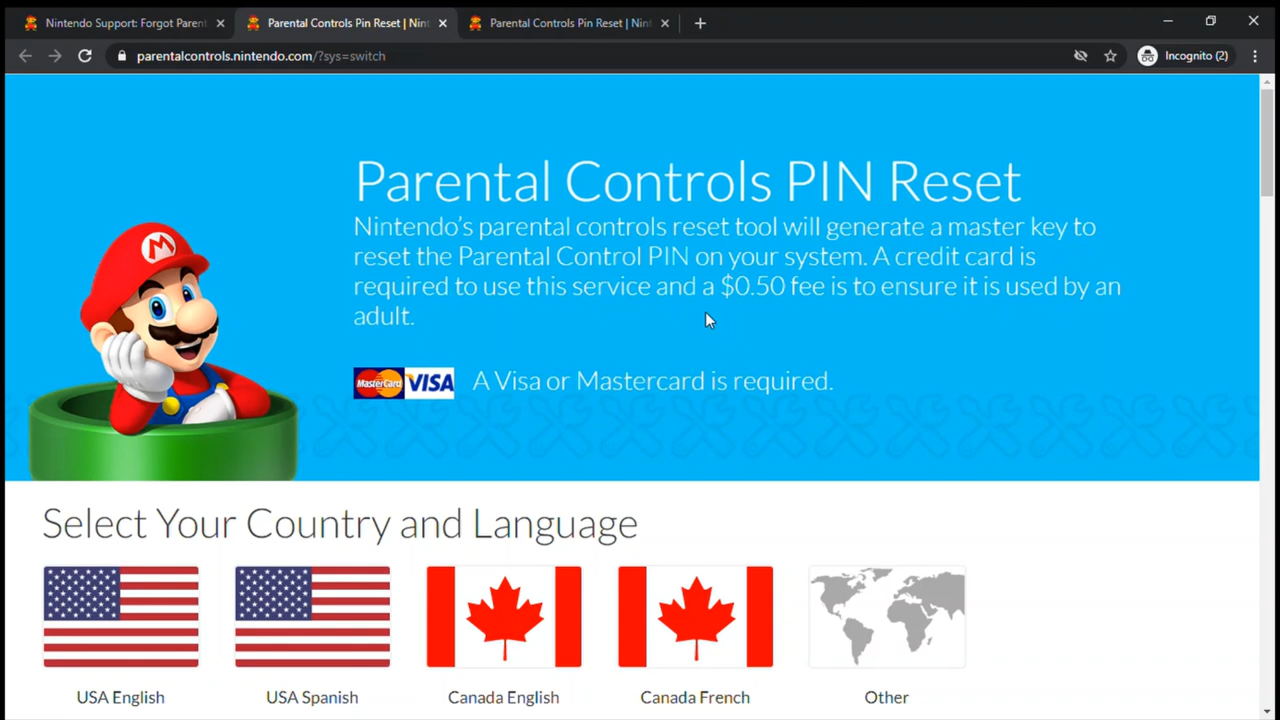 Nintendo Support: Forgot Parent
Parental Controls Pin Reset | Nint
Parental Controls Pin Reset | Nint
parentalcontrols.nintendo.com/?sys=switch
Incognito (2)
Parental Controls PIN Reset
Nintendo’s parental controls reset tool will generate a master key to
reset the Parental Control PIN on your system. A credit card is
required to use this service and a $0.50 fee is to ensure it is used by an
adult.
MasterCard VISA A Visa or Mastercard is required.
M
Select Your Country and Language
USA English
USA Spanish
Canada English
Canada French
Other